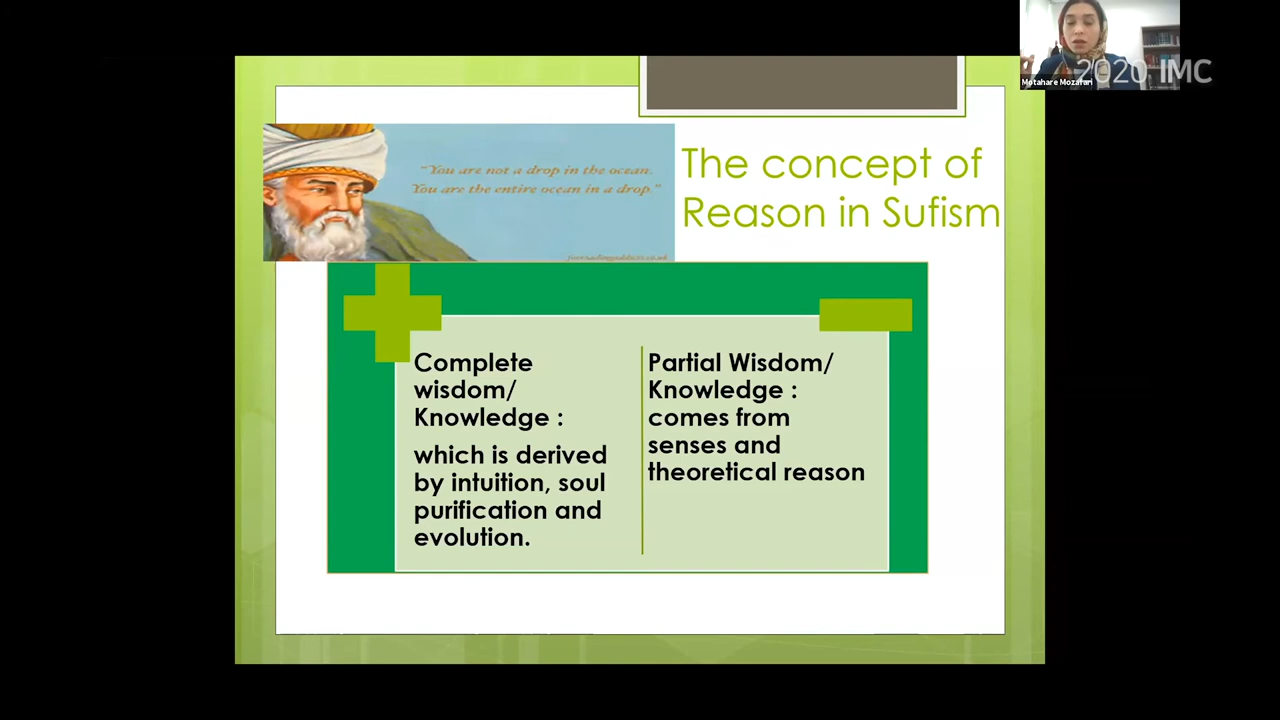 Motahare Mozafari
2020 IMC
"You are not a drop in the ocean.
You are the entire ocean in a drop."
The concept of
Reason in Sufism
Complete
wisdom/
Knowledge :
which is derived
by intuition, soul
purification and
evolution.
Partial Wisdom/
Knowledge :
comes from
senses and
theoretical reason